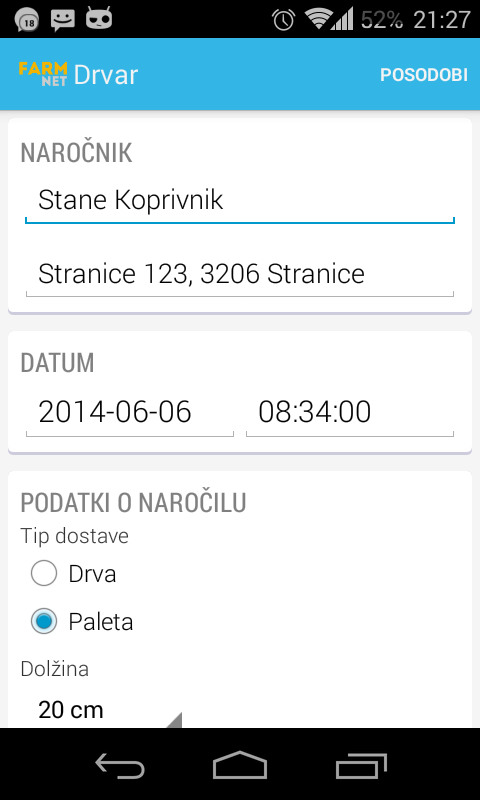 18 52% 21:27
FARM
NET Drvar POSODOBI
NAROČNIK
Stane Koprivnik
Stranice 123, 3206 Stranice
DATUM
2014-06-06 08:34:00
PODATKI O NAROČILU
Tip dostave
Drva
Paleta
Dolžina
20 cm